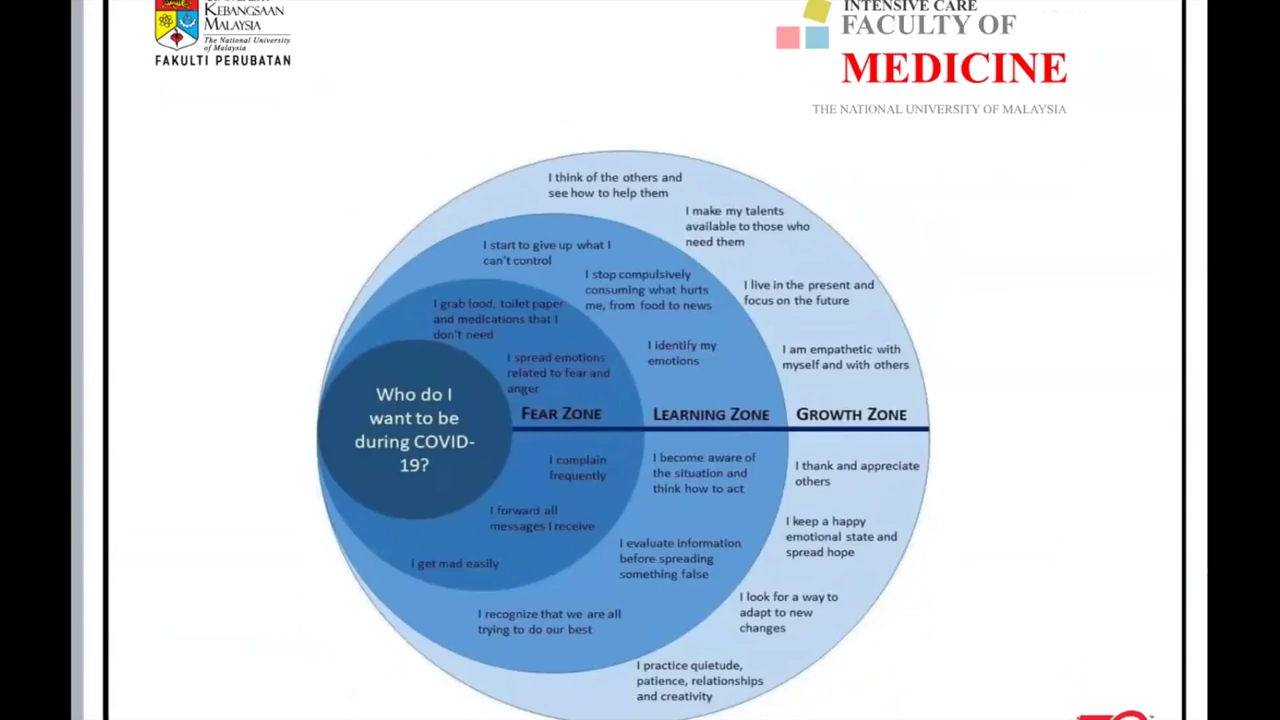 KEBANGSAAN
MALAYSIA
The National University
of Malaysia
FAKULTI PERUBATAN
INTENSIVE CARE
FACULTY OF
MEDICINE
THE NATIONAL UNIVERSITY OF MALAYSIA
I think of the others and
see how to help them
I make my talents
available to those who
need them
I start to give up what I
can't control
I stop compulsively
consuming what hurts
me, from food to news
I live in the present and
focus on the future
I grab food, toilet paper
and medications that I
don't need
I identify my
emotions
I am empathetic with
myself and with others
I spread emotions
related to fear and
anger
Who do I
want to be
during COVID-
19?
FEAR ZONE
LEARNING ZONE
GROWTH ZONE
I complain
frequently
I become aware of
the situation and
think how to act
I thank and appreciate
others
I forward all
messages I receive
I keep a happy
emotional state and
spread hope
I evaluate information
before spreading
something false
I get mad easily
I look for a way to
adapt to new
changes
I recognize that we are all
trying to do our best
I practice quietude,
patience, relationships
and creativity